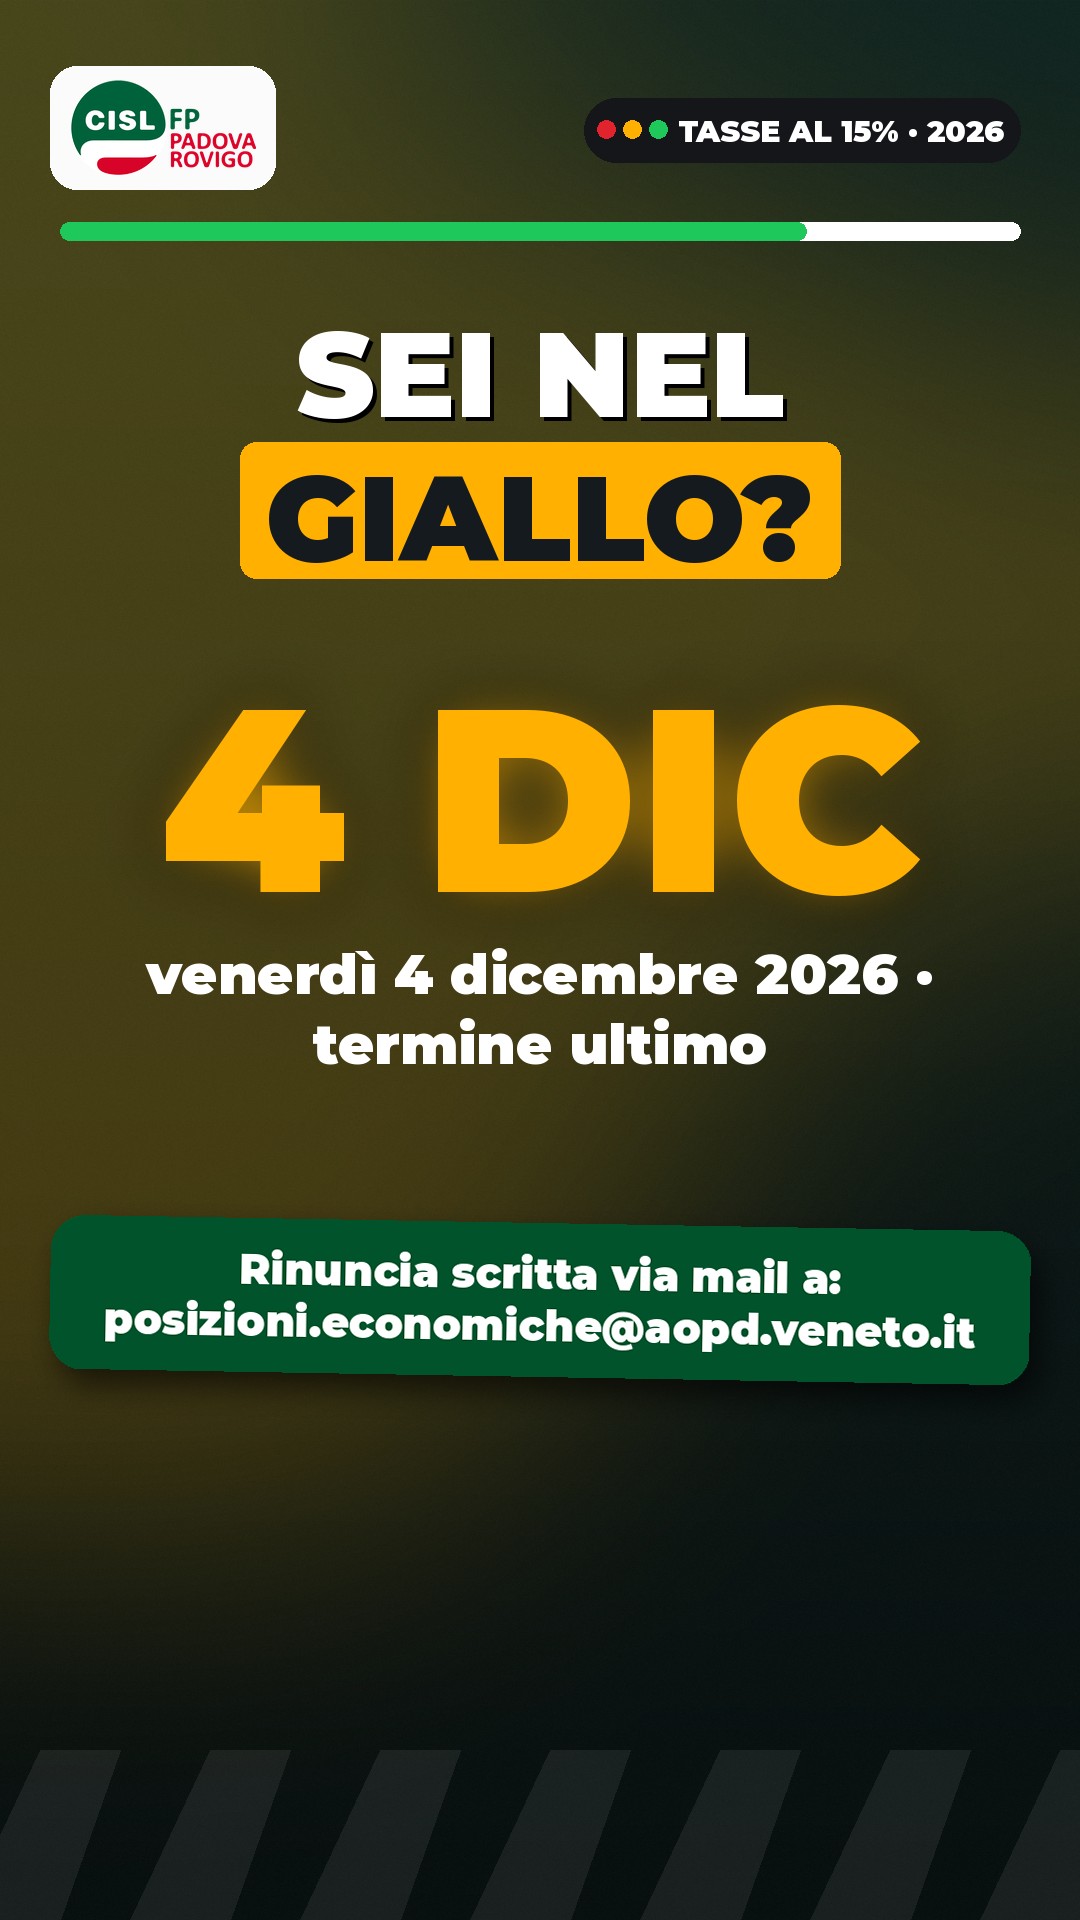 CISL FP
PADOVA
ROVIGO
TASSE AL 15% • 2026
SEI NEL
GIALLO?
4 DIC
venerdì 4 dicembre 2026 •
termine ultimo
Rinuncia scritta via mail a:
posizioni.economiche@aopd.veneto.it